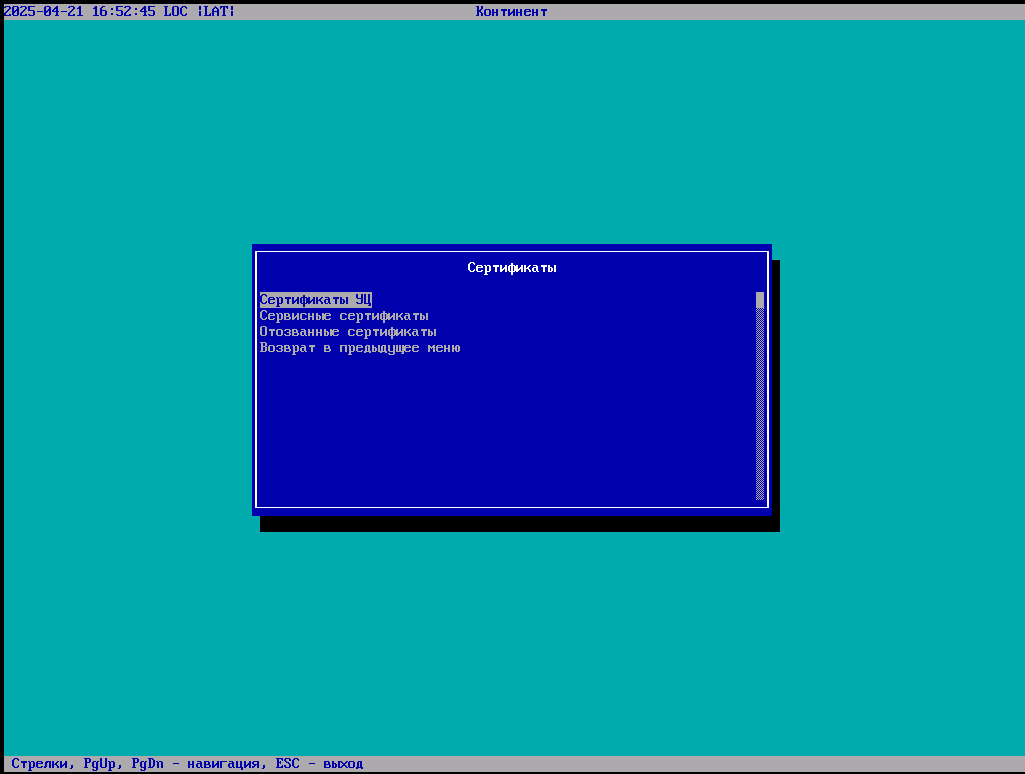 2025-04-21 16:52:45 LOC |LAT| Континент
Сертификаты
Сертификаты УЦ
Сервисные сертификаты
Отозванные сертификаты
Возврат в предыдущее меню
Стрелки, PgUp, PgDn - навигация, ESC - выход